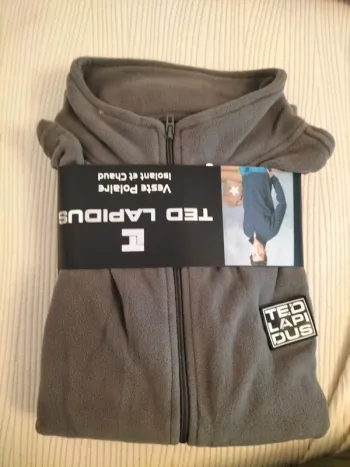 TED LAPIDUS
Veste Polaire
Isolant et Chaud
TED
LAPI
DUS